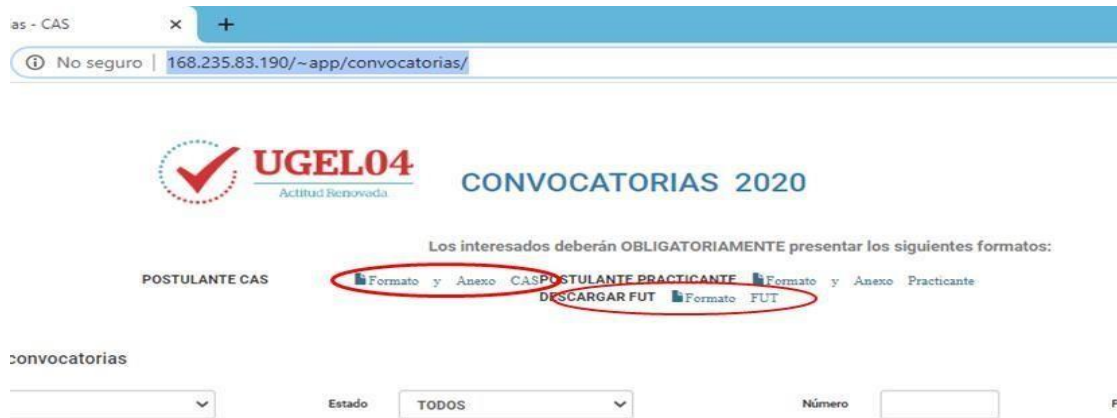 as - CAS
No seguro | 168.235.83.190/~app/convocatorias/
UGEL04
Actitud Renovada
CONVOCATORIAS 2020
Los interesados deberán OBLIGATORIAMENTE presentar los siguientes formatos:
POSTULANTE CAS Formato y Anexo CAS POSTULANTE PRACTICANTE Formato y Anexo Practicante
DESCARGAR FUT Formato FUT
convocatorias
Estado TODOS Número